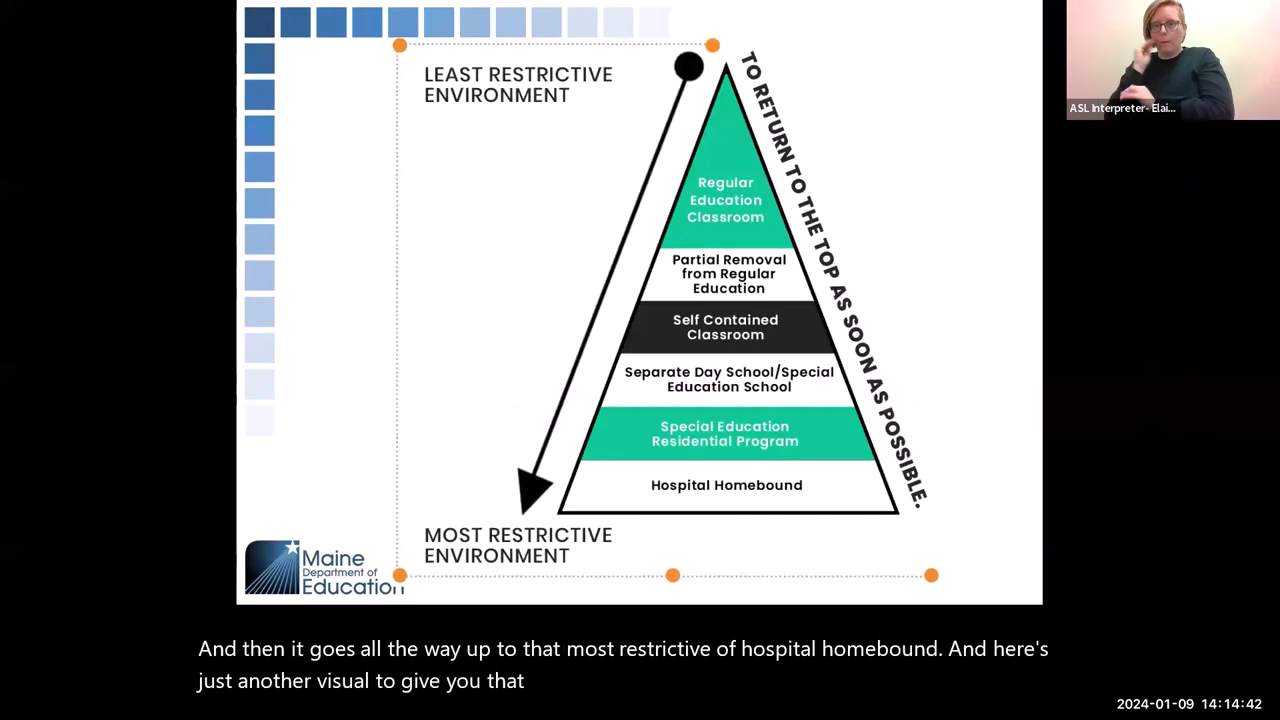 LEAST RESTRICTIVE
ENVIRONMENT
TO RETURN TO THE TOP AS SOON AS POSSIBLE.
Regular
Education
Classroom
Partial Removal
from Regular
Education
Self Contained
Classroom
Separate Day School/Special
Education School
Special Education
Residential Program
Hospital Homebound
MOST RESTRICTIVE
ENVIRONMENT
Maine
Department of
Education
ASL Interpreter- Elai...
And then it goes all the way up to that most restrictive of hospital homebound. And here's
just another visual to give you that
2024-01-09 14:14:42